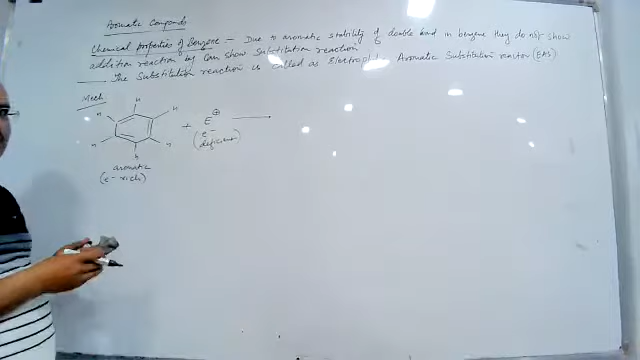 Aromatic Compounds
Chemical properties of Benzene :- Due to aromatic stability of double bond in benzene they do not show
addition reaction by can show substitution reaction
The substitution reaction is called as Electrophilic Aromatic Substitution reaction (EAS)
Mech
H
H H
+ E ⊕
H H
H
(e- deficient)
aromatic
(e- rich)